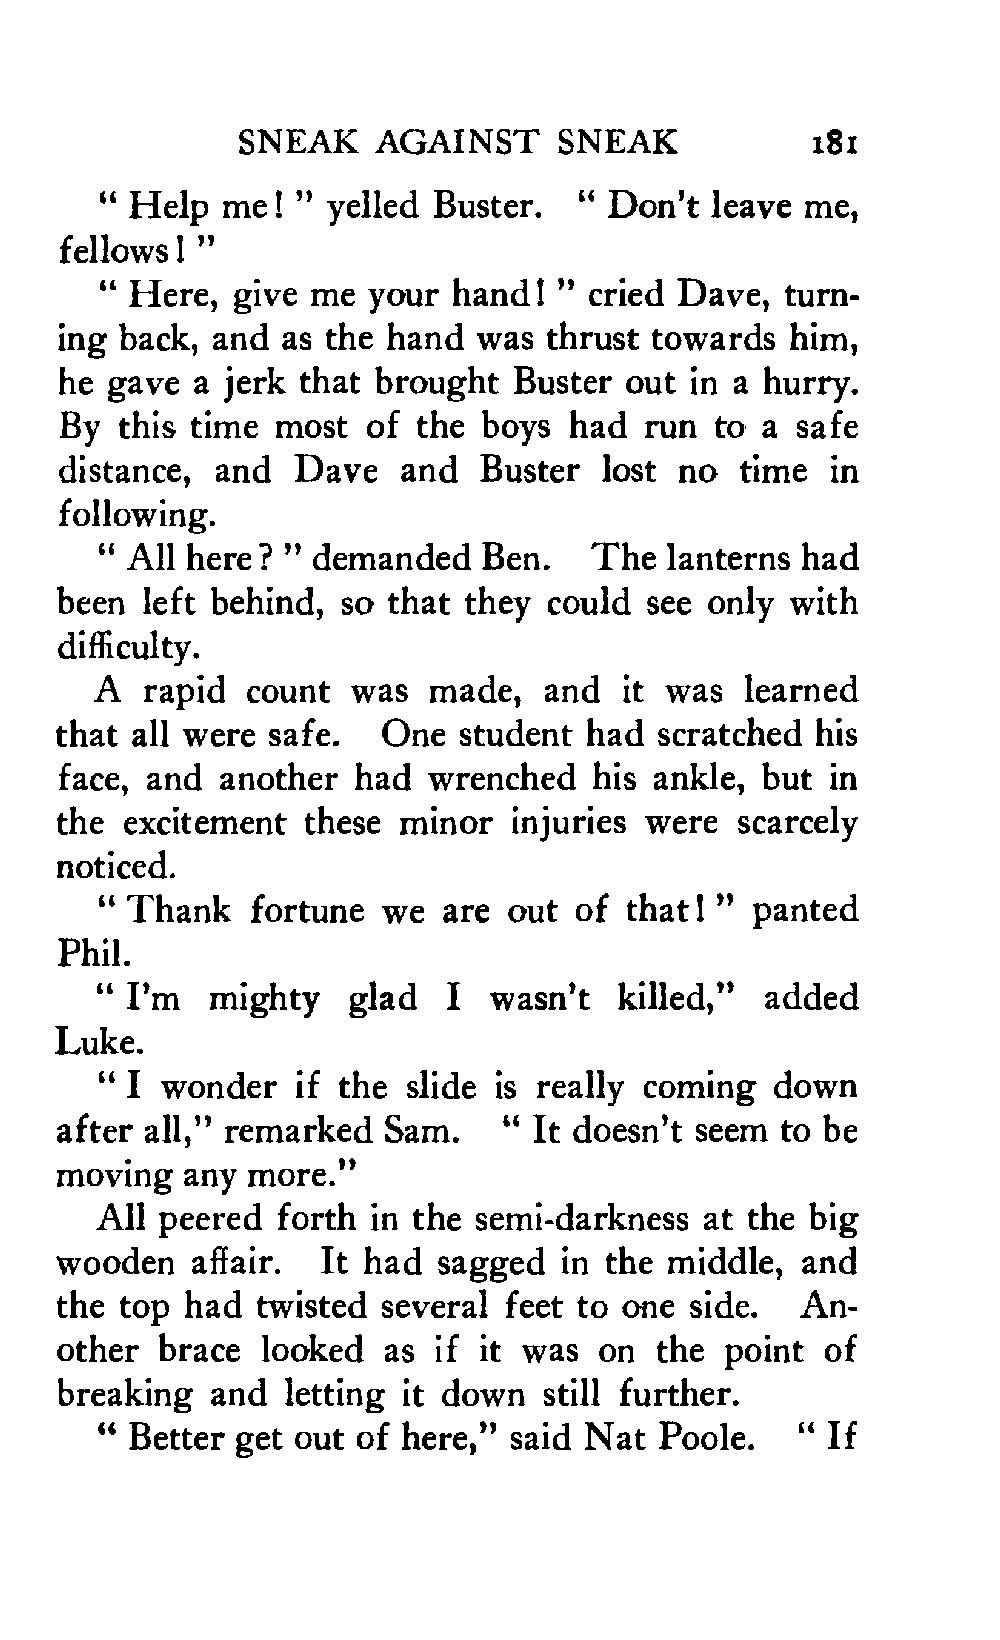 SNEAK AGAINST SNEAK 181
" Help me! " yelled Buster. " Don't leave me,
fellows! "
" Here, give me your hand! " cried Dave, turn-
ing back, and as the hand was thrust towards him,
he gave a jerk that brought Buster out in a hurry.
By this time most of the boys had run to a safe
distance, and Dave and Buster lost no time in
following.
" All here? " demanded Ben. The lanterns had
been left behind, so that they could see only with
difficulty.
A rapid count was made, and it was learned
that all were safe. One student had scratched his
face, and another had wrenched his ankle, but in
the excitement these minor injuries were scarcely
noticed.
" Thank fortune we are out of that! " panted
Phil.
" I'm mighty glad I wasn't killed," added
Luke.
" I wonder if the slide is really coming down
after all," remarked Sam. " It doesn't seem to be
moving any more."
All peered forth in the semi-darkness at the big
wooden affair. It had sagged in the middle, and
the top had twisted several feet to one side. An-
other brace looked as if it was on the point of
breaking and letting it down still further.
" Better get out of here," said Nat Poole. " If